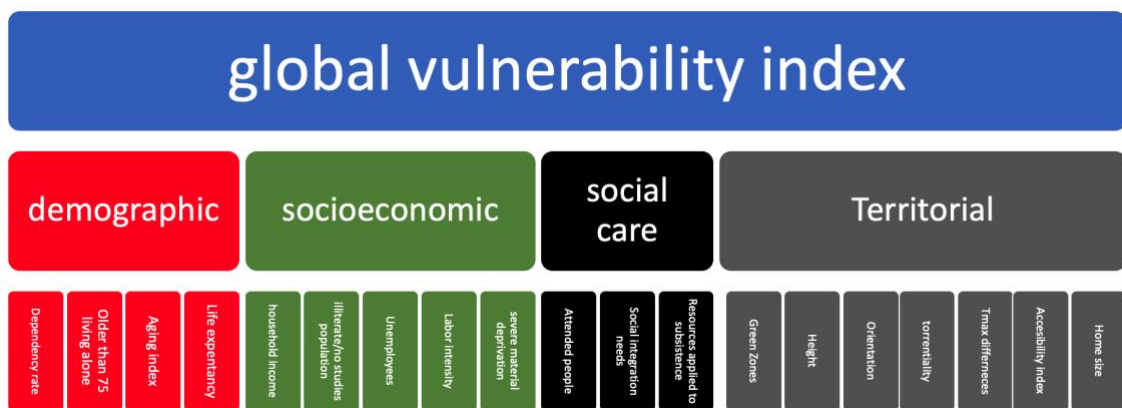 global vulnerability index
demographic
socioeconomic
social
care
Territorial
Dependency rate
Older than 75
living alone
Aging index
Life expentancy
household income
illiterate/no studies
population
Unemployees
Labor intensity
severe material
deprivation
Attended people
Social integration
needs
Resources applied to
subsistence
Green Zones
Height
Orientation
torrentiality
Tmax differneces
Accesibility index
Home size